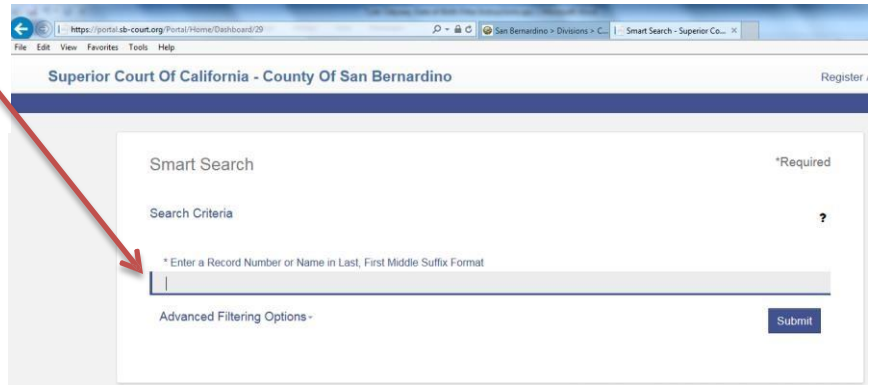 https://portal.sb-court.org/Portal/Home/Dashboard/29
San Bernardino > Divisions > C...
Smart Search - Superior Co... ×
File Edit View Favorites Tools Help
Superior Court Of California - County Of San Bernardino
Register
Smart Search
*Required
Search Criteria
?
* Enter a Record Number or Name in Last, First Middle Suffix Format
Advanced Filtering Options
Submit